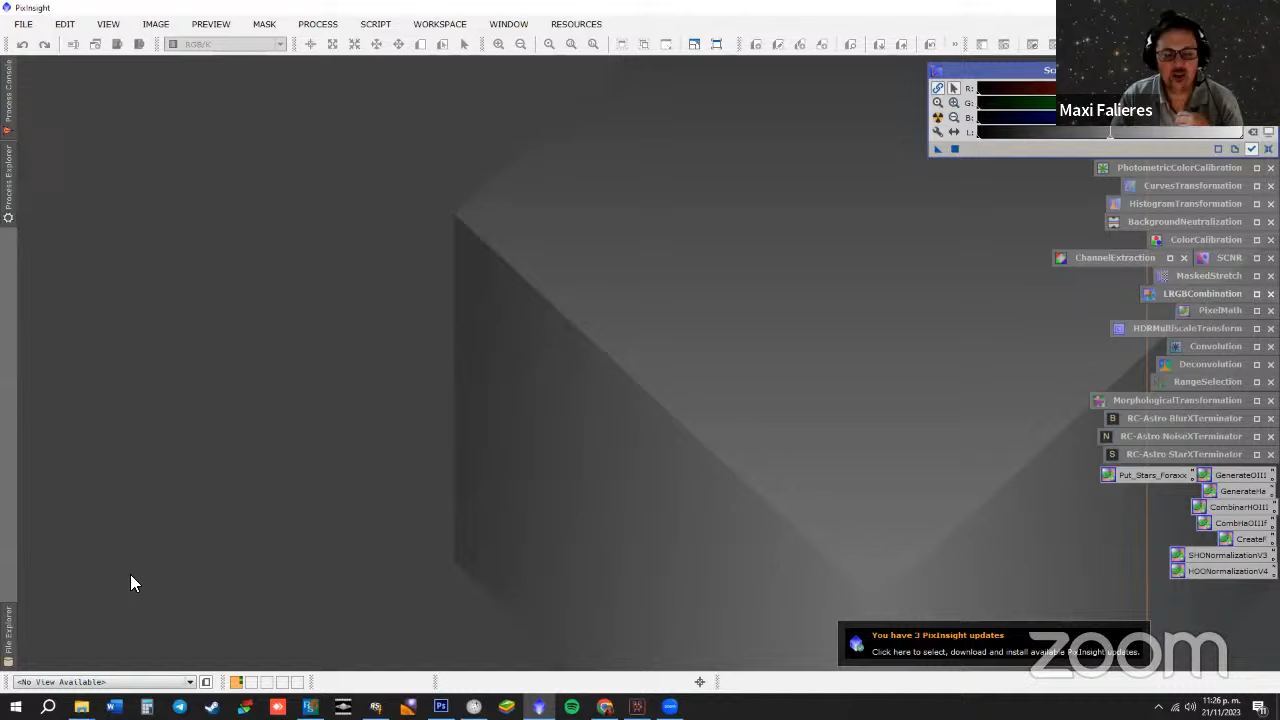 PixInsight
FILE EDIT VIEW IMAGE PREVIEW MASK PROCESS SCRIPT WORKSPACE WINDOW RESOURCES
RGB/K
Process Console
Process Explorer
File Explorer
R:
G:
B:
L:
Maxi Falieres
PhotometricColorCalibration
CurvesTransformation
HistogramTransformation
BackgroundNeutralization
ColorCalibration
ChannelExtraction SCNR
MaskedStretch
LRGBCombination
PixelMath
HDRMultiscaleTransform
Convolution
Deconvolution
RangeSelection
MorphologicalTransformation
RC-Astro BlurXTerminator
RC-Astro NoiseXTerminator
RC-Astro StarXTerminator
Put_Stars_Foraxx GenerateOIII
GenerateHa
CombinarHOIII
CombHaOIIIf
CreateF
SHONormalizationV3
HOONormalizationV4
You have 3 PixInsight updates
Click here to select, download and install available PixInsight updates.
zoom
<No View Available>
11:26 p. m.
21/11/2023